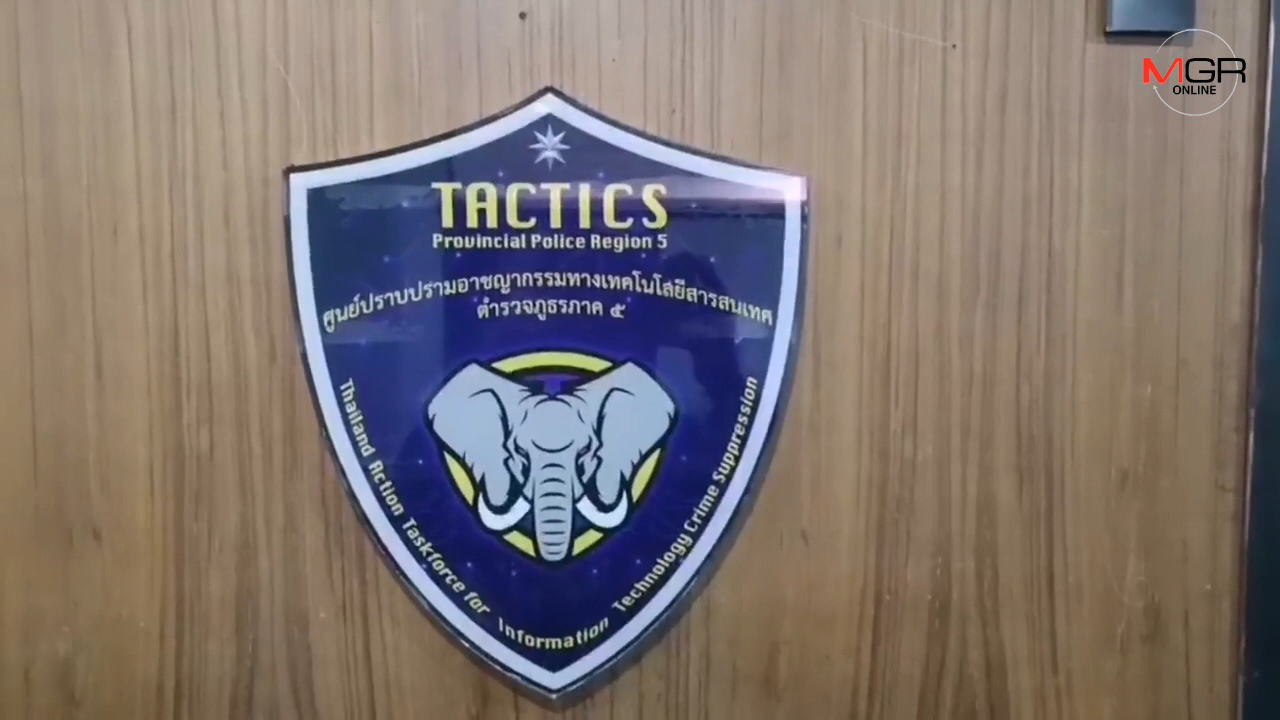 MGR
ONLINE
TACTICS
Provincial Police Region 5
ศูนย์ปราบปรามอาชญากรรมทางเทคโนโลยีสารสนเทศ
ตำรวจภูธรภาค ๕
Thailand Action Taskforce for Information Technology Crime Suppression